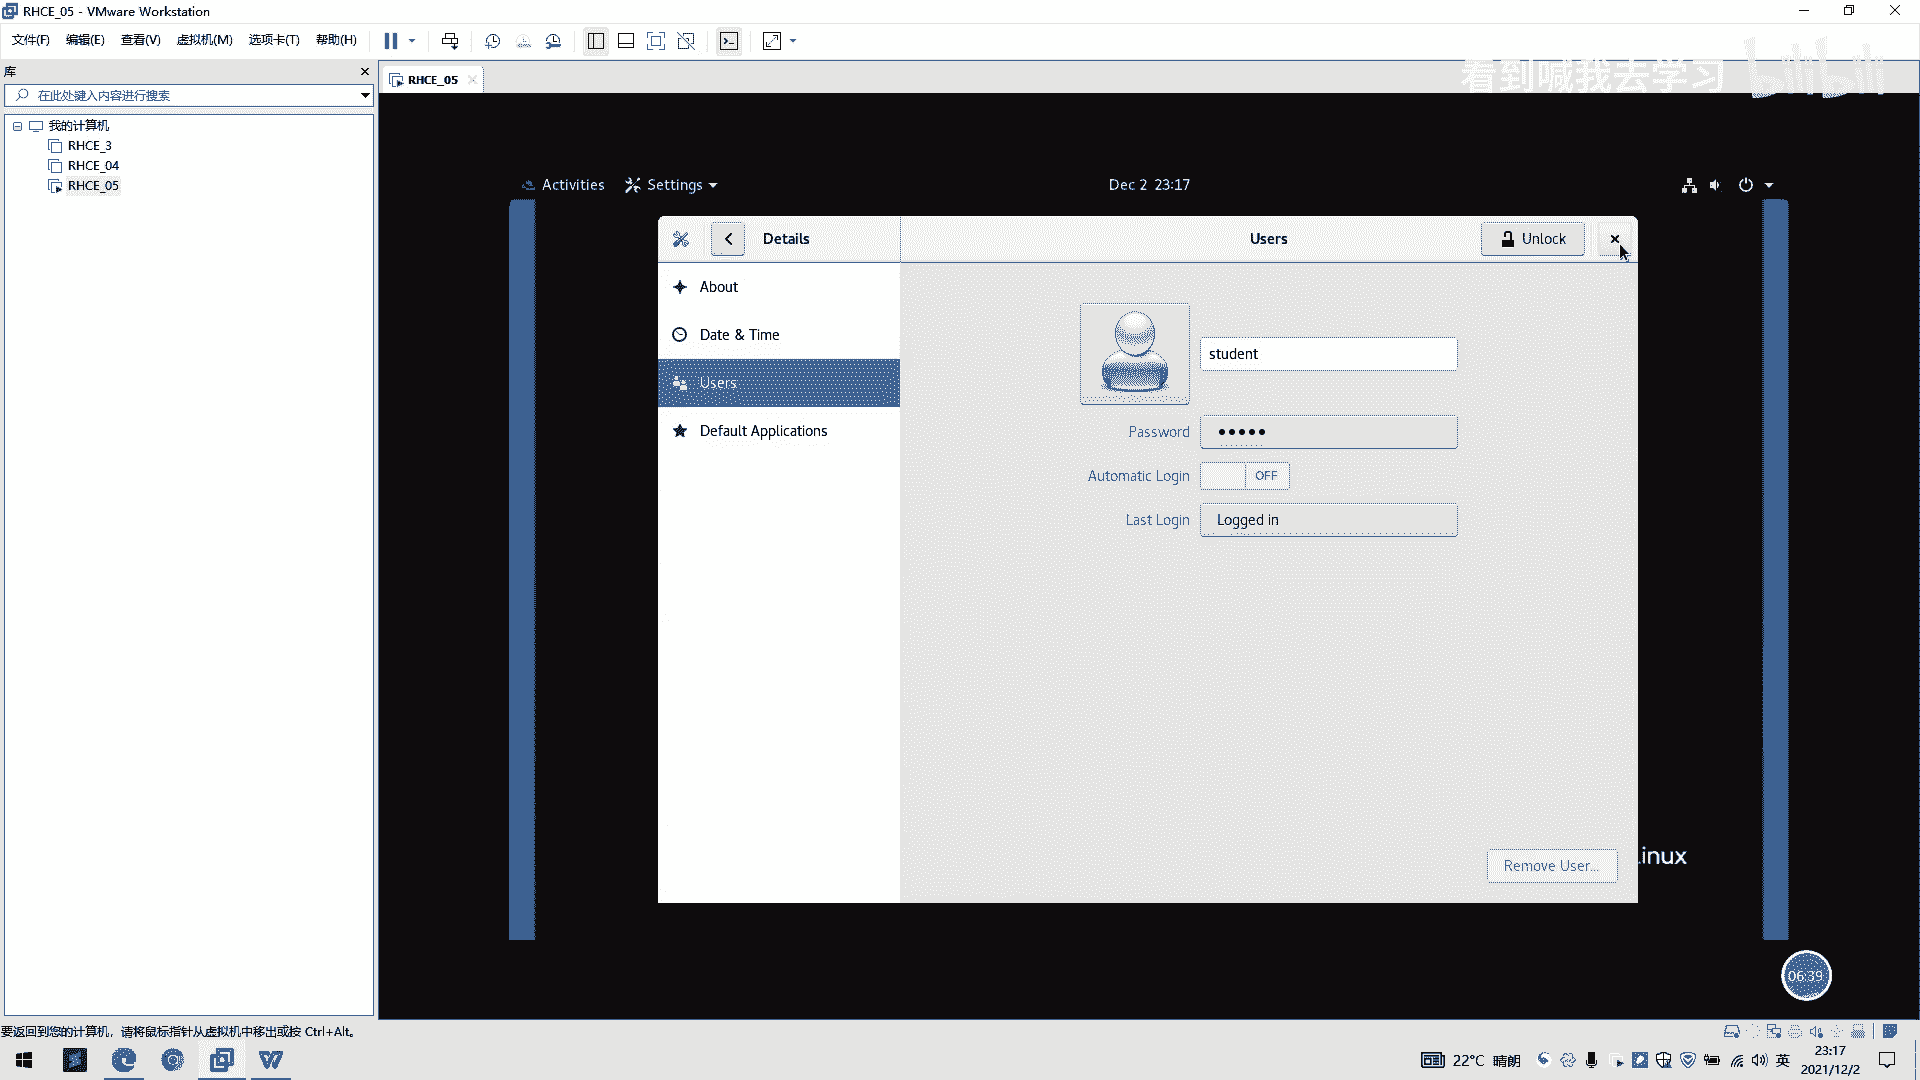 RHCE_05 - VMware Workstation
文件(F) 编辑(E) 查看(V) 虚拟机(M) 选项卡(T) 帮助(H)
库
RHCE_05
看到喊我去学习
bilibili
在此处键入内容进行搜索
我的计算机
RHCE_3
RHCE_04
RHCE_05
Activities Settings Dec 2 23:17
Details Users Unlock
About
Date & Time
Users
Default Applications
student
Password
Automatic Login OFF
Last Login Logged in
Remove User...
Linux
06:39
要返回到您的计算机，请将鼠标指针从虚拟机中移出或按 Ctrl+Alt。
22°C 晴朗 英 23:17
2021/12/2